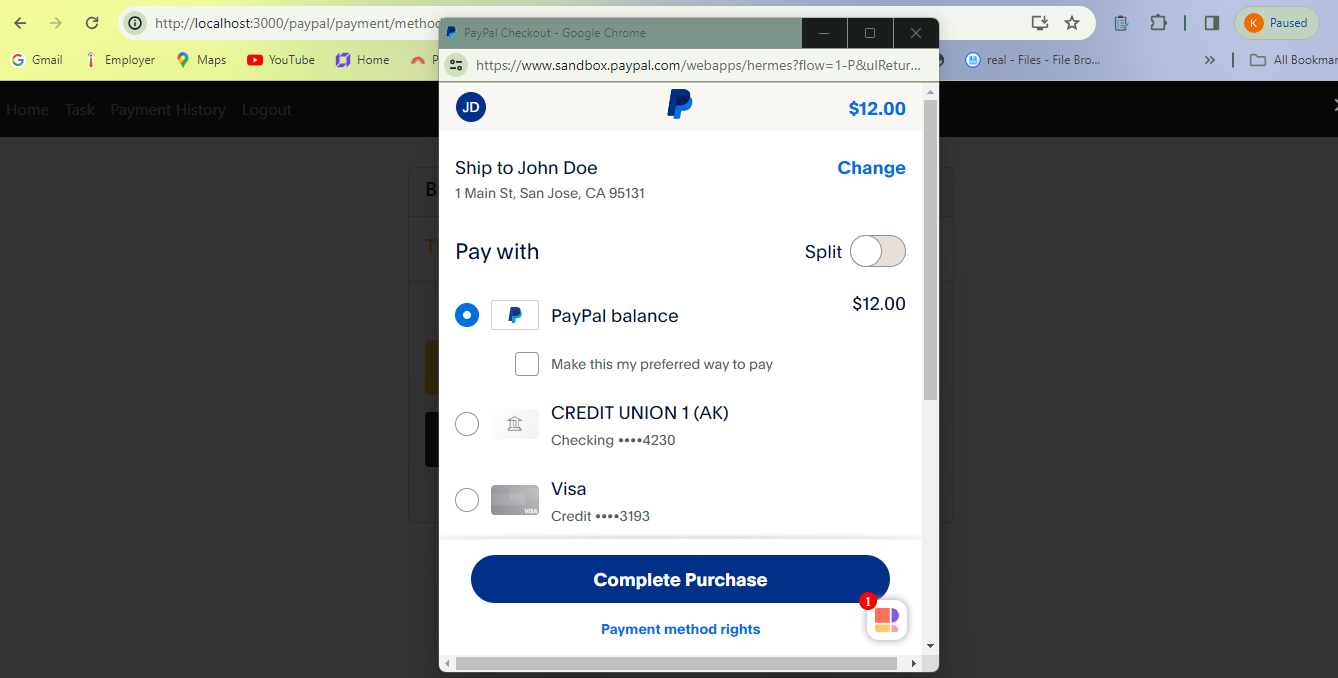 http://localhost:3000/paypal/payment/metho
K Paused
Gmail Employer Maps YouTube Home P real - Files - File Bro... » All Bookmar
PayPal Checkout - Google Chrome
https://www.sandbox.paypal.com/webapps/hermes?flow=1-P&ulRetur...
Home Task Payment History Logout
JD $12.00
Ship to John Doe Change
1 Main St, San Jose, CA 95131
B
T
Pay with Split
PayPal balance $12.00
Make this my preferred way to pay
CREDIT UNION 1 (AK)
Checking ••••4230
Visa
VISA
Credit ••••3193
Complete Purchase
1
Payment method rights